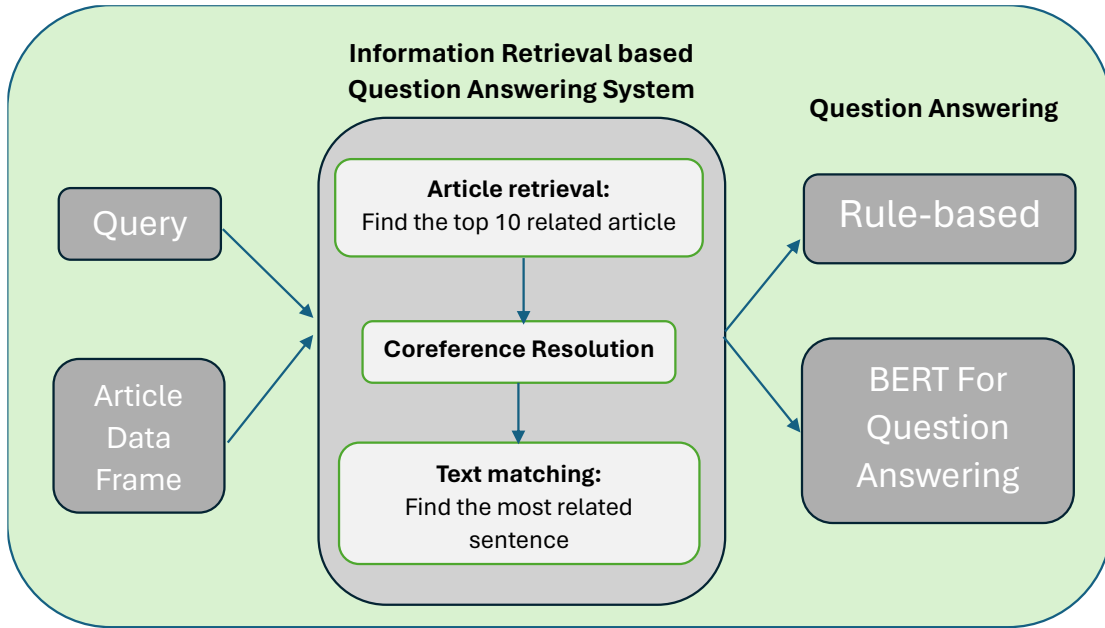 Information Retrieval based
Question Answering System
Question Answering
Query
Article
Data
Frame
Article retrieval:
Find the top 10 related article
Coreference Resolution
Text matching:
Find the most related
sentence
Rule-based
BERT For
Question
Answering